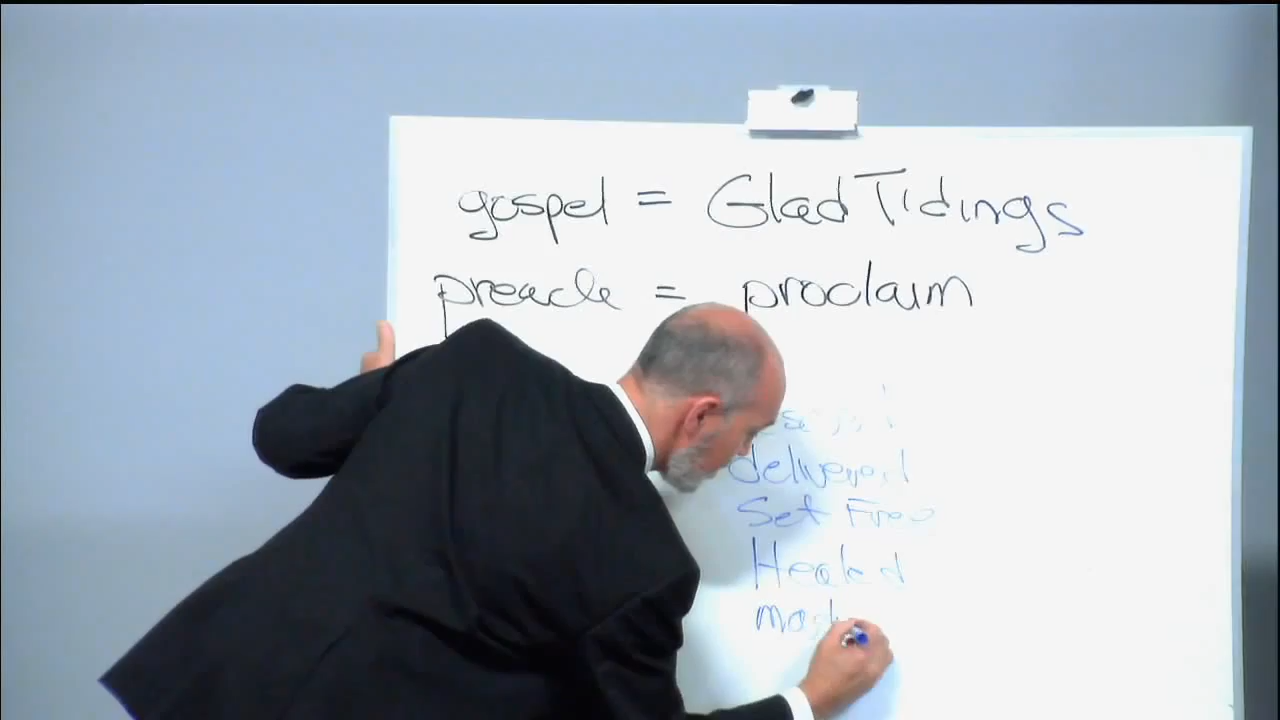 gospel = Glad Tidings
preach = proclaim
delivered
Set Free
Healed